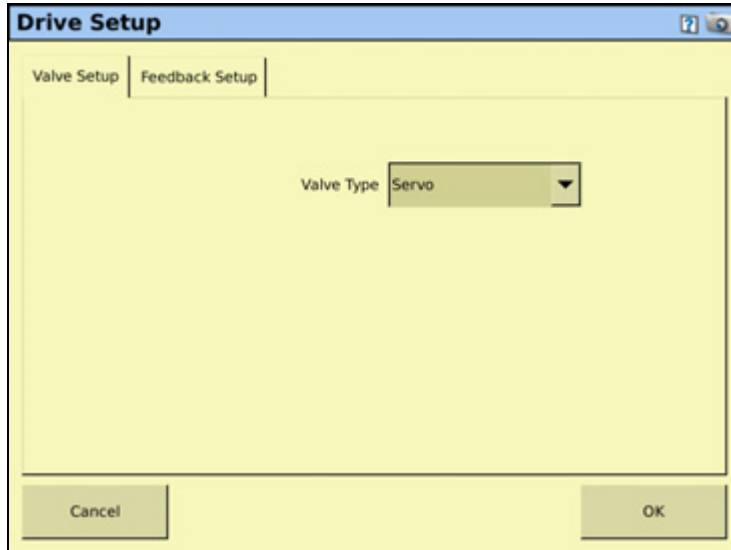 Drive Setup
?
Valve Setup
Feedback Setup
Valve Type
Servo
Cancel
OK